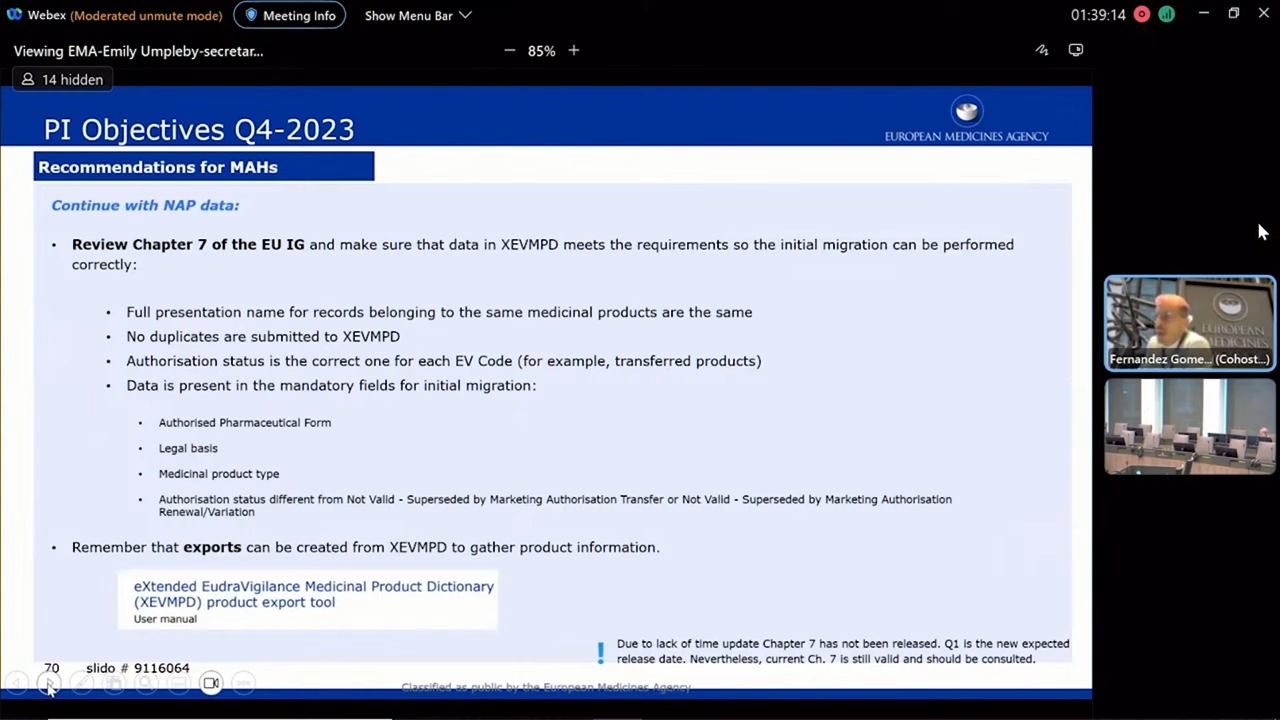 Webex (Moderated unmute mode) Meeting Info Show Menu Bar 01:39:14
Viewing EMA-Emily Umpleby-secretar... 85%
14 hidden
PI Objectives Q4-2023
EUROPEAN MEDICINES AGENCY
Recommendations for MAHs
Continue with NAP data:
• Review Chapter 7 of the EU IG and make sure that data in XEVMPD meets the requirements so the initial migration can be performed
correctly:
• Full presentation name for records belonging to the same medicinal products are the same
• No duplicates are submitted to XEVMPD
• Authorisation status is the correct one for each EV Code (for example, transferred products)
• Data is present in the mandatory fields for initial migration:
• Authorised Pharmaceutical Form
• Legal basis
• Medicinal product type
• Authorisation status different from Not Valid - Superseded by Marketing Authorisation Transfer or Not Valid - Superseded by Marketing Authorisation
Renewal/Variation
• Remember that exports can be created from XEVMPD to gather product information.
eXtended EudraVigilance Medicinal Product Dictionary
(XEVMPD) product export tool
User manual
! Due to lack of time update Chapter 7 has not been released. Q1 is the new expected
release date. Nevertheless, current Ch. 7 is still valid and should be consulted.
70 slido # 9116064
Classified as public by the European Medicines Agency
EUROPEAN
MEDICINES
Fernandez Gome... (Cohost...)